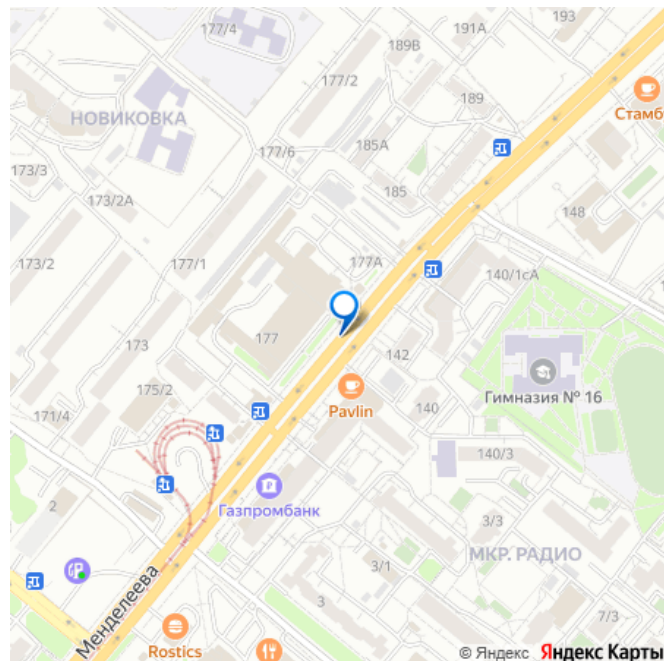 177/4
191А
193
189В
177/2
189
Стамб
НОВИКОВКА
185А
177/6
173/3
173/2А
185
148
173/2
177/1
177А
140/1сА
173
177
142
Гимназия № 16
175/2
Pavlin
140
171/4
140/3
2
Газпромбанк
3/3
МКР. РАДИО
3/1
Менделеева
3
7/3
Rostics
© Яндекс Яндекс Карты